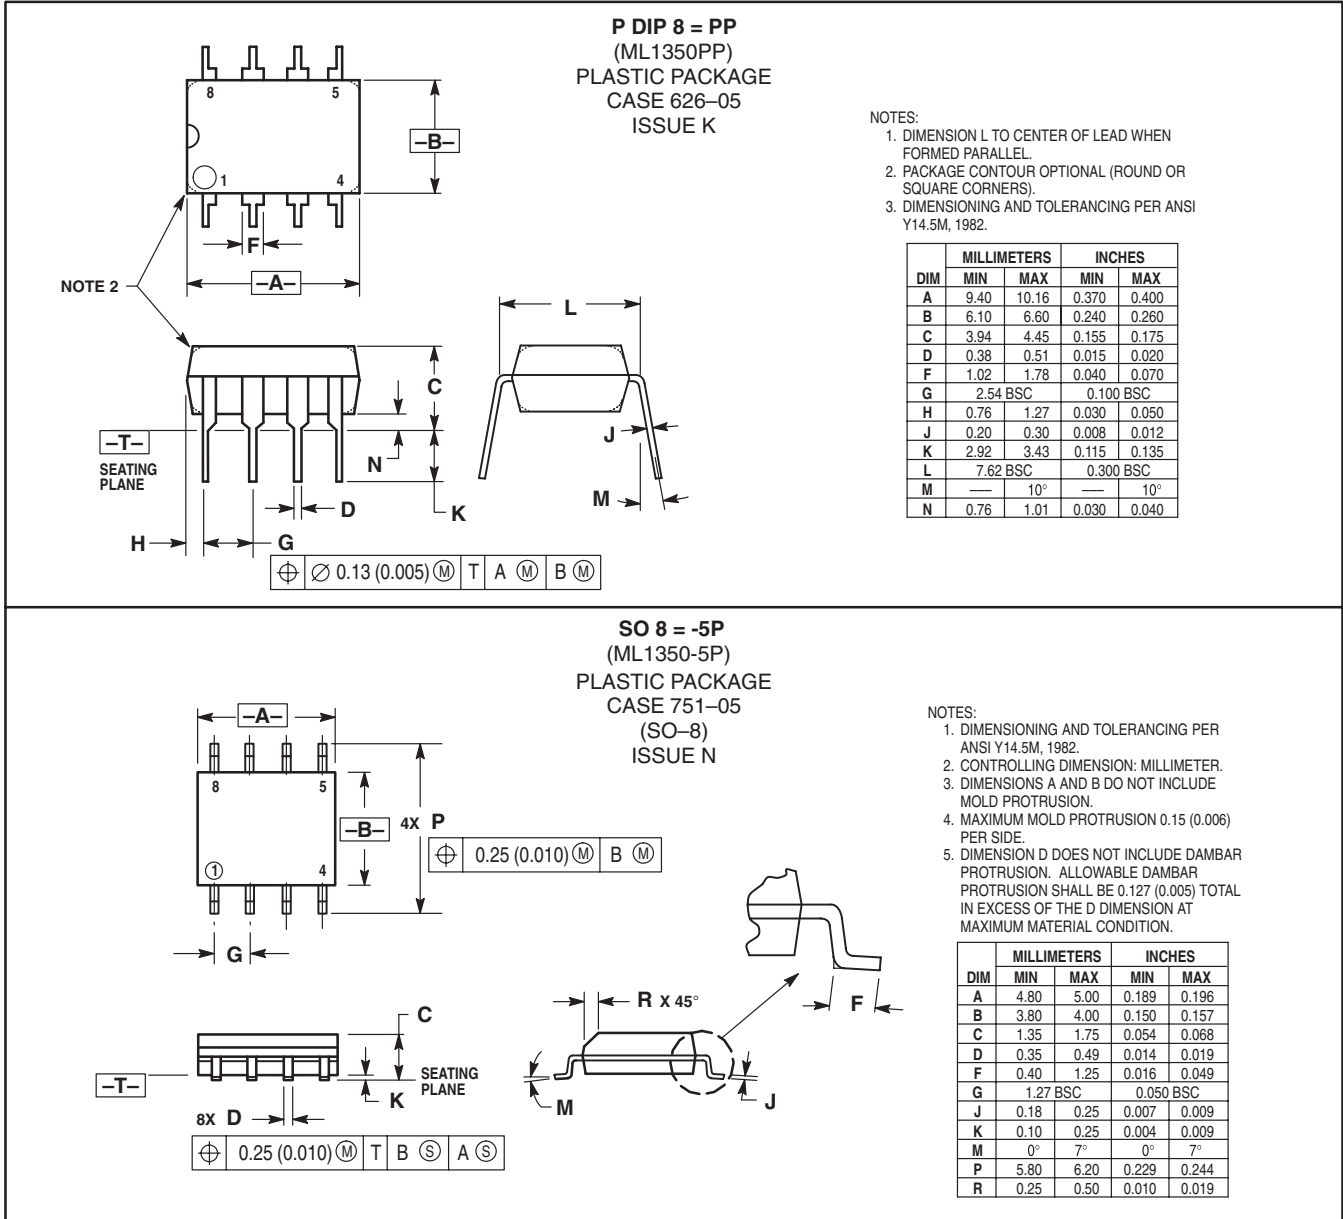 P DIP 8 = PP
(ML1350PP)
PLASTIC PACKAGE
CASE 626–05
ISSUE K
8 5
1 4
–B–
F
–A–
NOTE 2
L
C
J
–T–
SEATING
PLANE
N
M
D
K
H
G
⌖ ∅ 0.13 (0.005) Ⓜ T A Ⓜ B Ⓜ
NOTES:
1. DIMENSION L TO CENTER OF LEAD WHEN
FORMED PARALLEL.
2. PACKAGE CONTOUR OPTIONAL (ROUND OR
SQUARE CORNERS).
3. DIMENSIONING AND TOLERANCING PER ANSI
Y14.5M, 1982.
MILLIMETERS INCHES
DIM MIN MAX MIN MAX
A 9.40 10.16 0.370 0.400
B 6.10 6.60 0.240 0.260
C 3.94 4.45 0.155 0.175
D 0.38 0.51 0.015 0.020
F 1.02 1.78 0.040 0.070
G 2.54 BSC 0.100 BSC
H 0.76 1.27 0.030 0.050
J 0.20 0.30 0.008 0.012
K 2.92 3.43 0.115 0.135
L 7.62 BSC 0.300 BSC
M — 10° — 10°
N 0.76 1.01 0.030 0.040
SO 8 = -5P
(ML1350-5P)
PLASTIC PACKAGE
CASE 751–05
(SO–8)
ISSUE N
–A–
8 5
–B–
4X P
⌖ 0.25 (0.010) Ⓜ B Ⓜ
1 4
G
C
R X 45°
F
–T–
SEATING
PLANE
K
M
J
8X D
⌖ 0.25 (0.010) Ⓜ T B Ⓢ A Ⓢ
NOTES:
1. DIMENSIONING AND TOLERANCING PER
ANSI Y14.5M, 1982.
2. CONTROLLING DIMENSION: MILLIMETER.
3. DIMENSIONS A AND B DO NOT INCLUDE
MOLD PROTRUSION.
4. MAXIMUM MOLD PROTRUSION 0.15 (0.006)
PER SIDE.
5. DIMENSION D DOES NOT INCLUDE DAMBAR
PROTRUSION. ALLOWABLE DAMBAR
PROTRUSION SHALL BE 0.127 (0.005) TOTAL
IN EXCESS OF THE D DIMENSION AT
MAXIMUM MATERIAL CONDITION.
MILLIMETERS INCHES
DIM MIN MAX MIN MAX
A 4.80 5.00 0.189 0.196
B 3.80 4.00 0.150 0.157
C 1.35 1.75 0.054 0.068
D 0.35 0.49 0.014 0.019
F 0.40 1.25 0.016 0.049
G 1.27 BSC 0.050 BSC
J 0.18 0.25 0.007 0.009
K 0.10 0.25 0.004 0.009
M 0° 7° 0° 7°
P 5.80 6.20 0.229 0.244
R 0.25 0.50 0.010 0.019